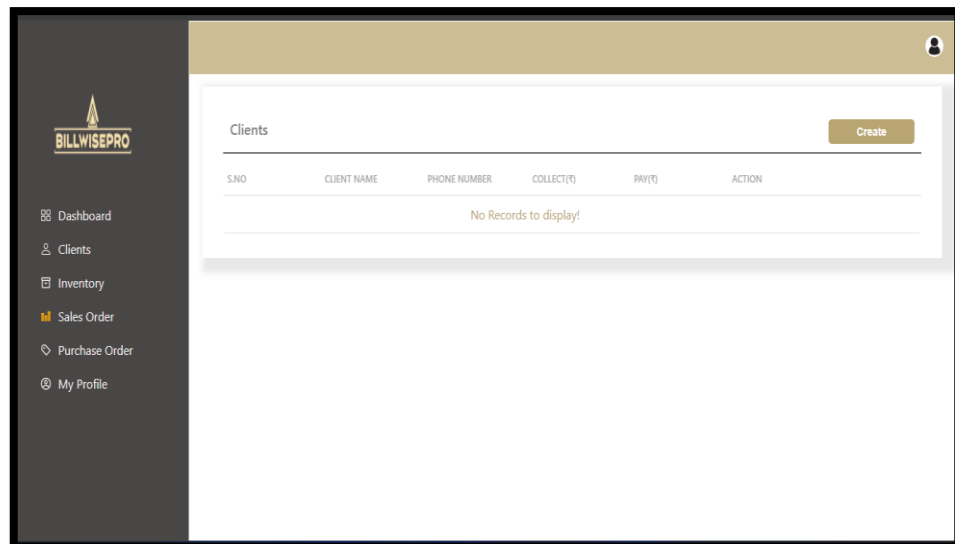 BILLWISEPRO
Dashboard
Clients
Inventory
Sales Order
Purchase Order
My Profile
Clients
Create
S.NO CLIENT NAME PHONE NUMBER COLLECT(₹) PAY(₹) ACTION
No Records to display!